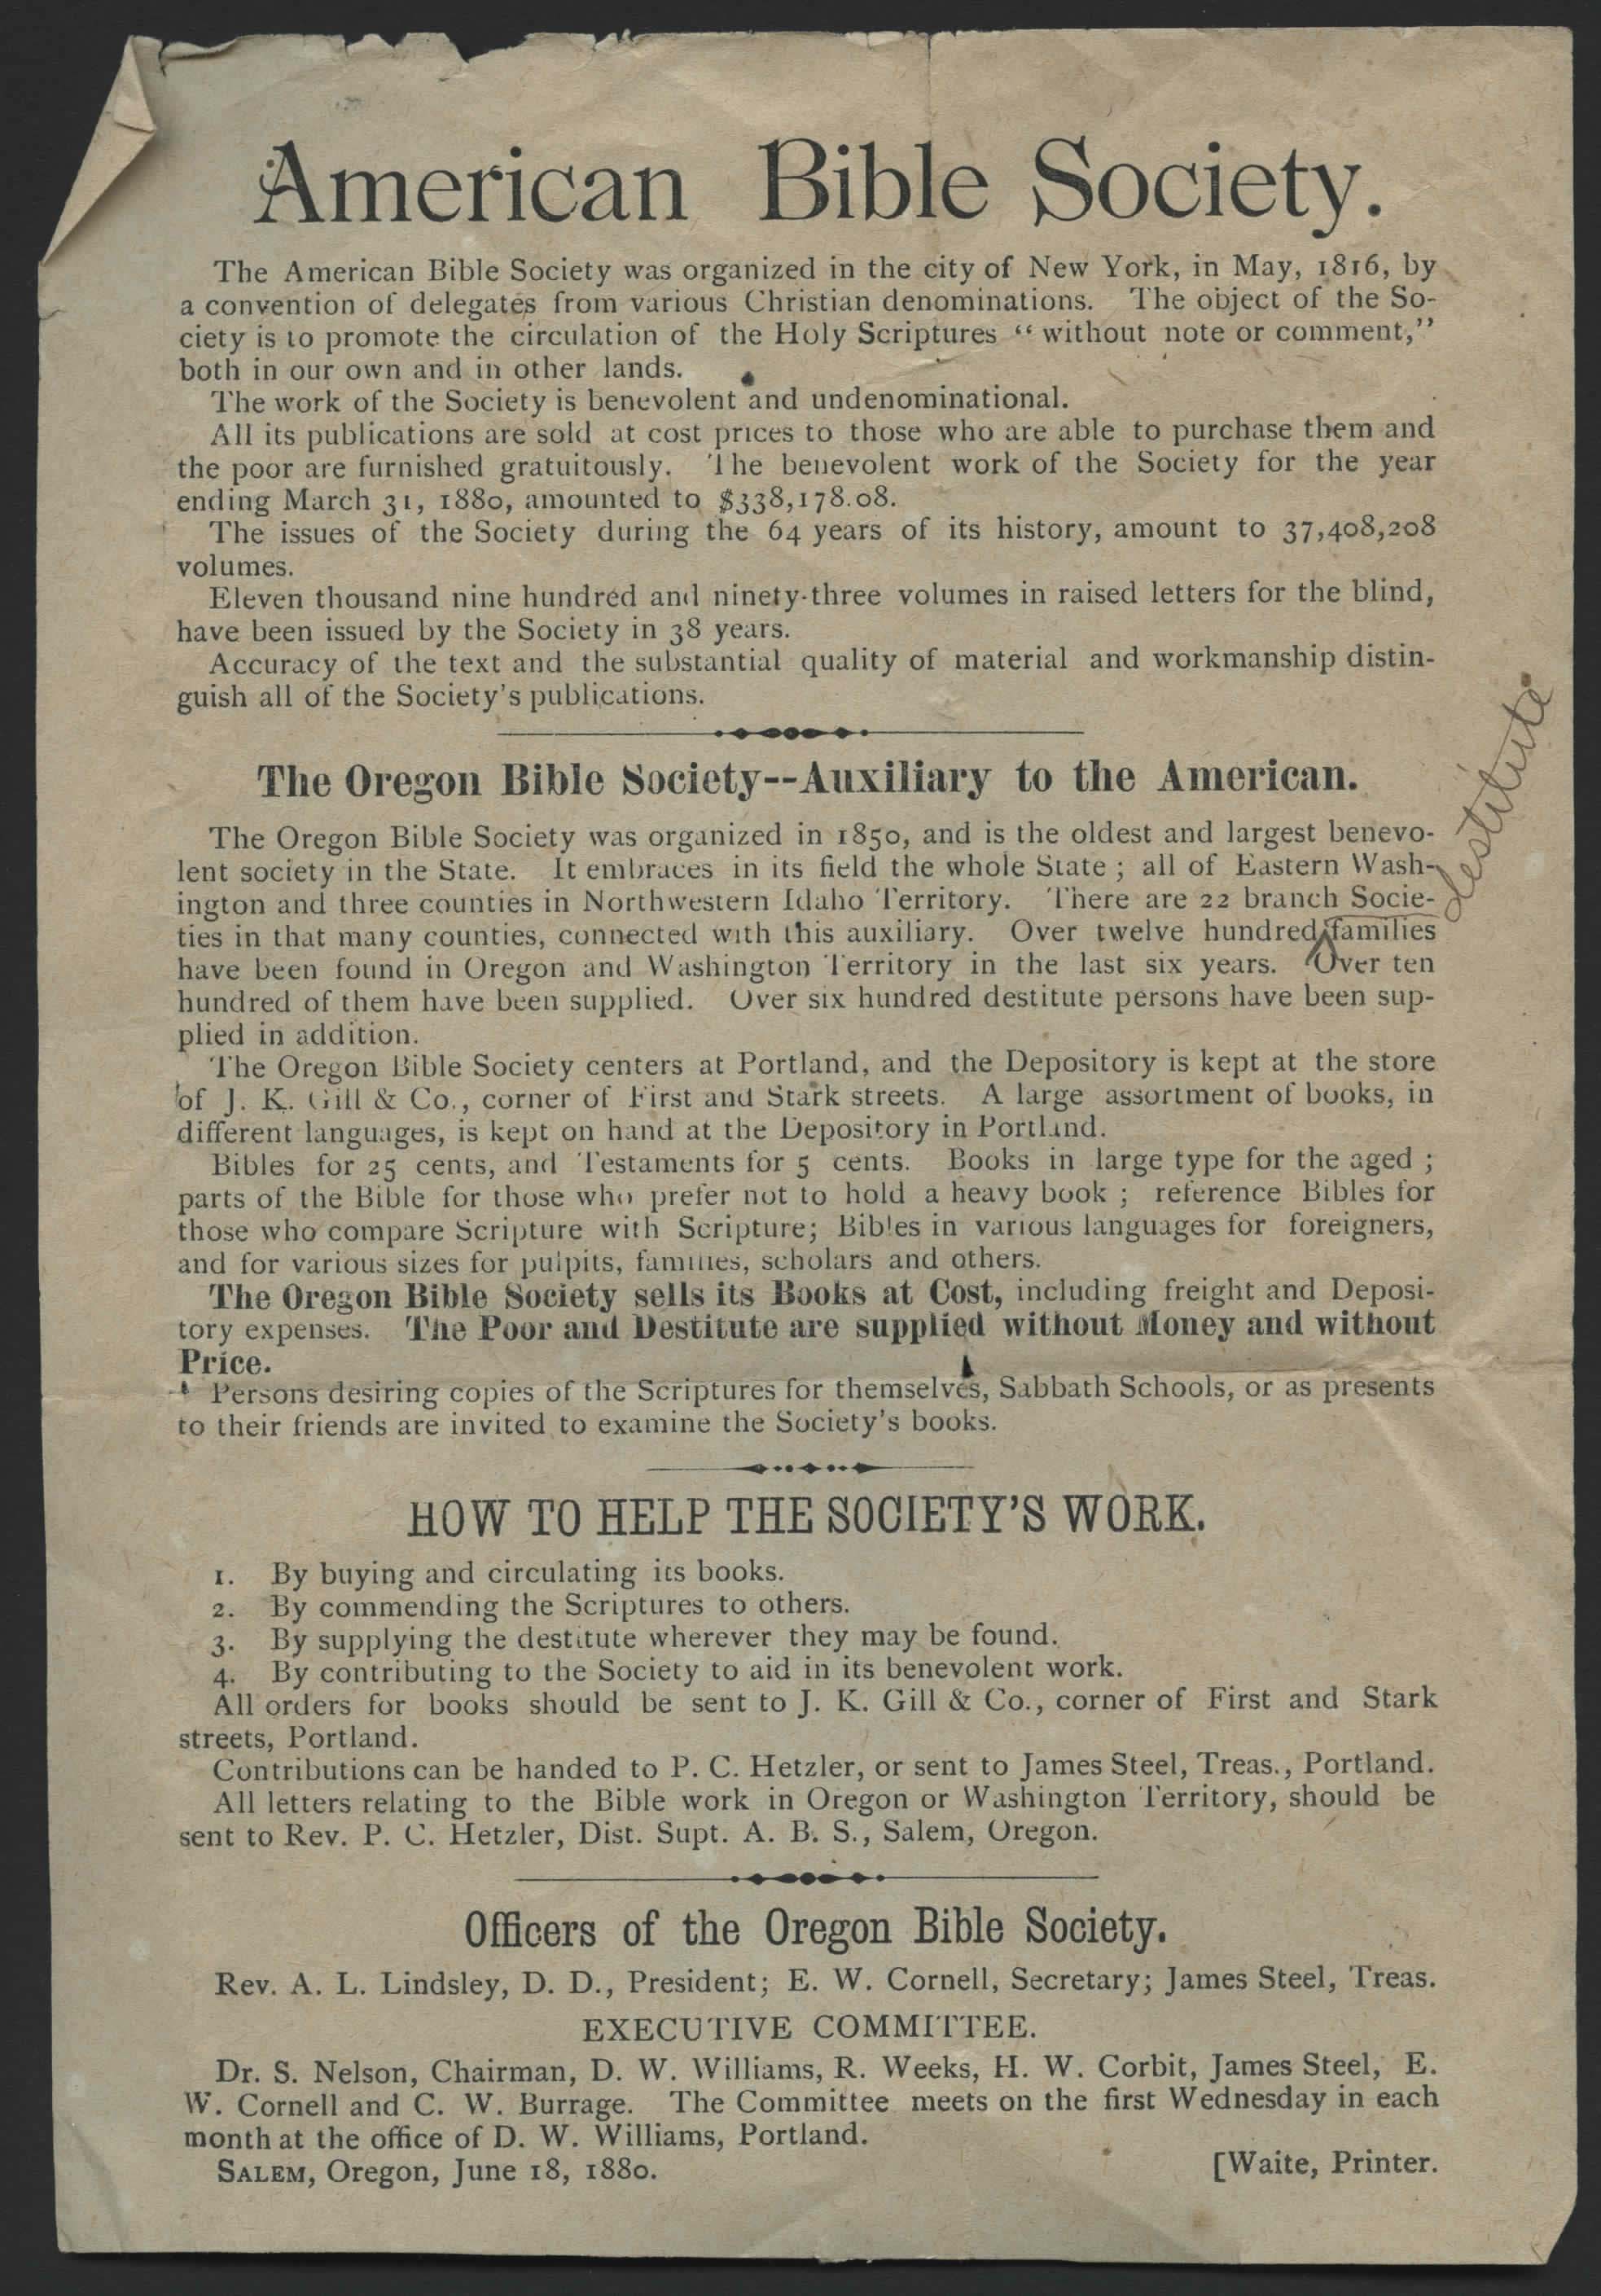 American Bible Society.
The American Bible Society was organized in the city of New York, in May, 1816, by
a convention of delegates from various Christian denominations. The object of the So-
ciety is to promote the circulation of the Holy Scriptures "without note or comment,"
both in our own and in other lands.
The work of the Society is benevolent and undenominational.
All its publications are sold at cost prices to those who are able to purchase them and
the poor are furnished gratuitously. The benevolent work of the Society for the year
ending March 31, 1880, amounted to $338,178.08.
The issues of the Society during the 64 years of its history, amount to 37,408,208
volumes.
Eleven thousand nine hundred and ninety-three volumes in raised letters for the blind,
have been issued by the Society in 38 years.
Accuracy of the text and the substantial quality of material and workmanship distin-
guish all of the Society's publications.
The Oregon Bible Society--Auxiliary to the American.
The Oregon Bible Society was organized in 1850, and is the oldest and largest benevo-
lent society in the State. It embraces in its field the whole State; all of Eastern Wash-
ington and three counties in Northwestern Idaho Territory. There are 22 branch Socie-
destitute
ties in that many counties, connected with this auxiliary. Over twelve hundred families
have been found in Oregon and Washington Territory in the last six years. Over ten
hundred of them have been supplied. Over six hundred destitute persons have been sup-
plied in addition.
The Oregon Bible Society centers at Portland, and the Depository is kept at the store
of J. K. Gill & Co., corner of First and Stark streets. A large assortment of books, in
different languages, is kept on hand at the Depository in Portland.
Bibles for 25 cents, and Testaments for 5 cents. Books in large type for the aged;
parts of the Bible for those who prefer not to hold a heavy book; reference Bibles for
those who compare Scripture with Scripture; Bibles in various languages for foreigners,
and for various sizes for pulpits, families, scholars and others.
The Oregon Bible Society sells its Books at Cost, including freight and Deposi-
tory expenses. The Poor and Destitute are supplied without Money and without
Price.
Persons desiring copies of the Scriptures for themselves, Sabbath Schools, or as presents
to their friends are invited to examine the Society's books.
HOW TO HELP THE SOCIETY'S WORK.
1. By buying and circulating its books.
2. By commending the Scriptures to others.
3. By supplying the destitute wherever they may be found.
4. By contributing to the Society to aid in its benevolent work.
All orders for books should be sent to J. K. Gill & Co., corner of First and Stark
streets, Portland.
Contributions can be handed to P. C. Hetzler, or sent to James Steel, Treas., Portland.
All letters relating to the Bible work in Oregon or Washington Territory, should be
sent to Rev. P. C. Hetzler, Dist. Supt. A. B. S., Salem, Oregon.
Officers of the Oregon Bible Society.
Rev. A. L. Lindsley, D. D., President; E. W. Cornell, Secretary; James Steel, Treas.
EXECUTIVE COMMITTEE.
Dr. S. Nelson, Chairman, D. W. Williams, R. Weeks, H. W. Corbit, James Steel, E.
W. Cornell and C. W. Burrage. The Committee meets on the first Wednesday in each
month at the office of D. W. Williams, Portland.
SALEM, Oregon, June 18, 1880. [Waite, Printer.